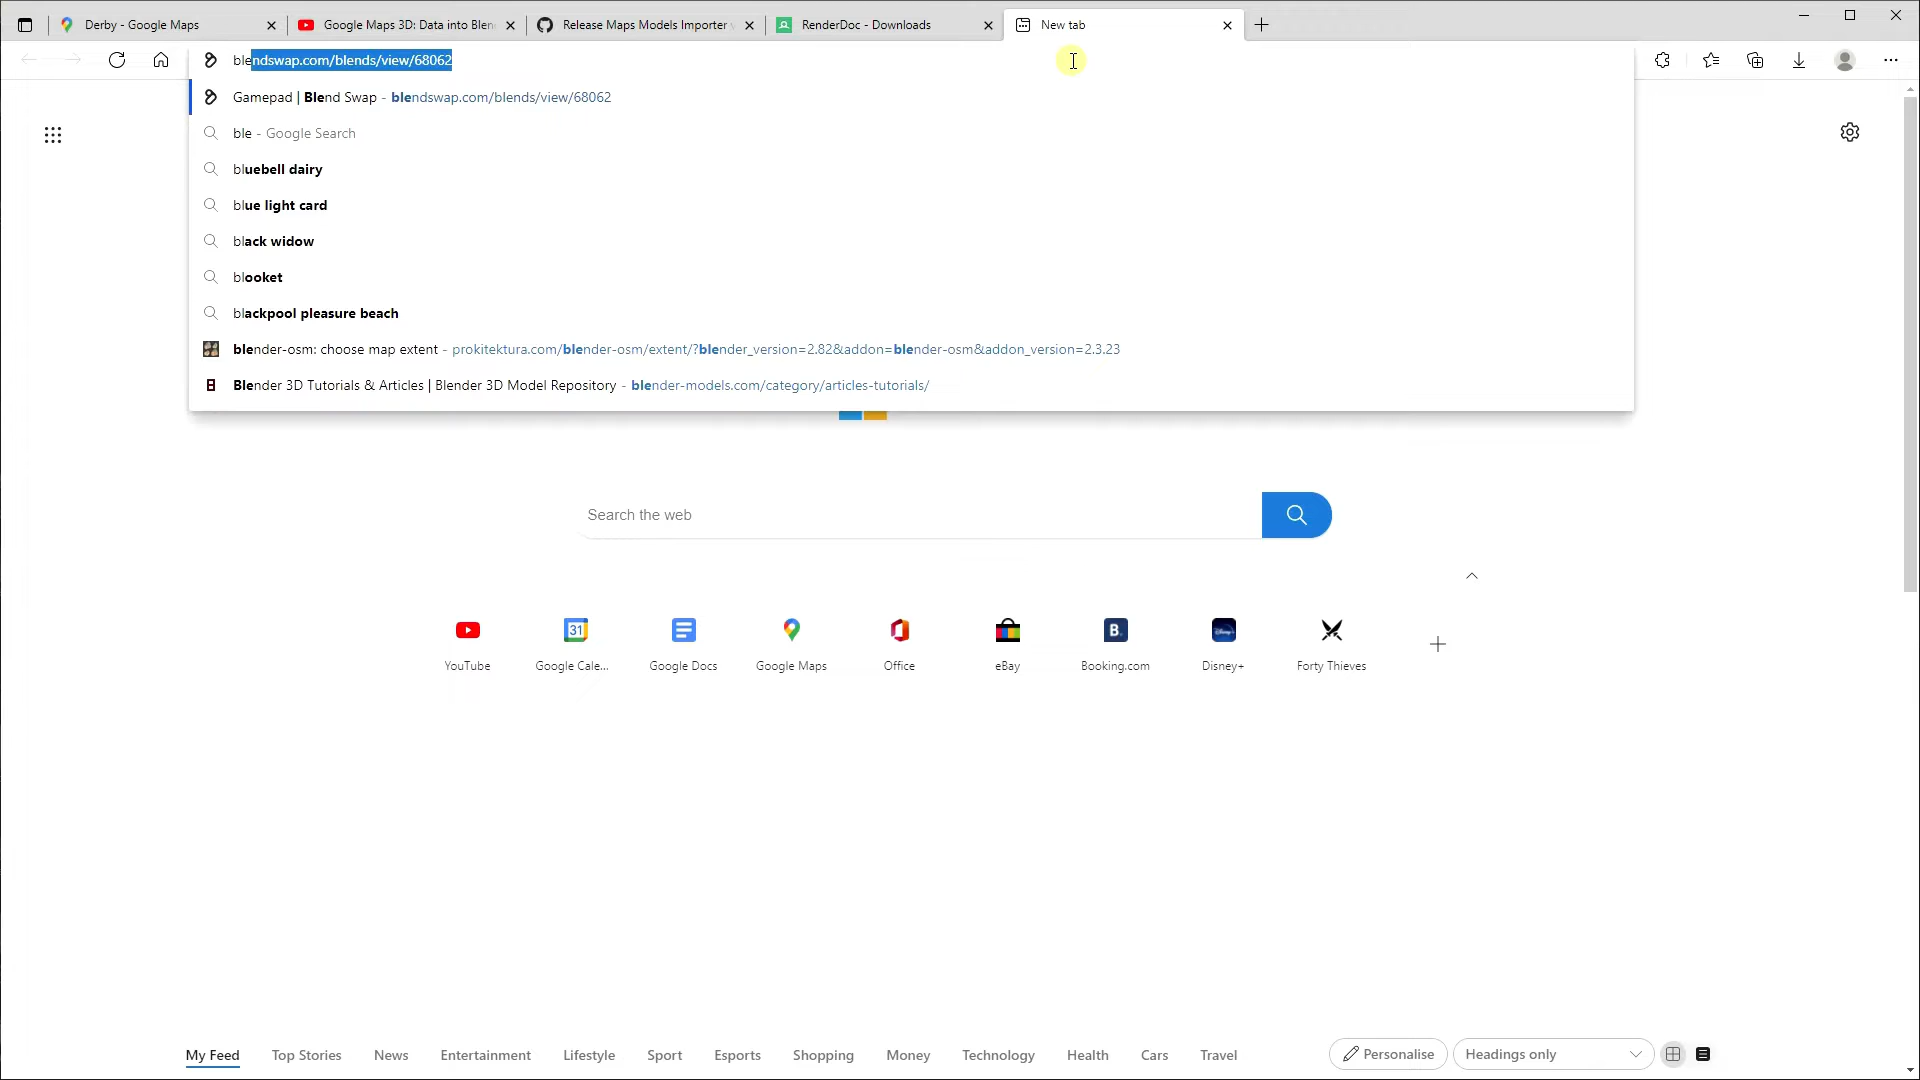 Derby - Google Maps
Google Maps 3D: Data into Blen
Release Maps Models Importer
RenderDoc - Downloads
New tab
blendswap.com/blends/view/68062
Gamepad | Blend Swap - blendswap.com/blends/view/68062
ble - Google Search
bluebell dairy
blue light card
black widow
blooket
blackpool pleasure beach
blender-osm: choose map extent - prokitektura.com/blender-osm/extent/?blender_version=2.82&addon=blender-osm&addon_version=2.3.23
Blender 3D Tutorials & Articles | Blender 3D Model Repository - blender-models.com/category/articles-tutorials/
Search the web
31
B.
Disney+
YouTube
Google Cale...
Google Docs
Google Maps
Office
eBay
Booking.com
Disney+
Forty Thieves
My Feed
Top Stories
News
Entertainment
Lifestyle
Sport
Esports
Shopping
Money
Technology
Health
Cars
Travel
Personalise
Headings only